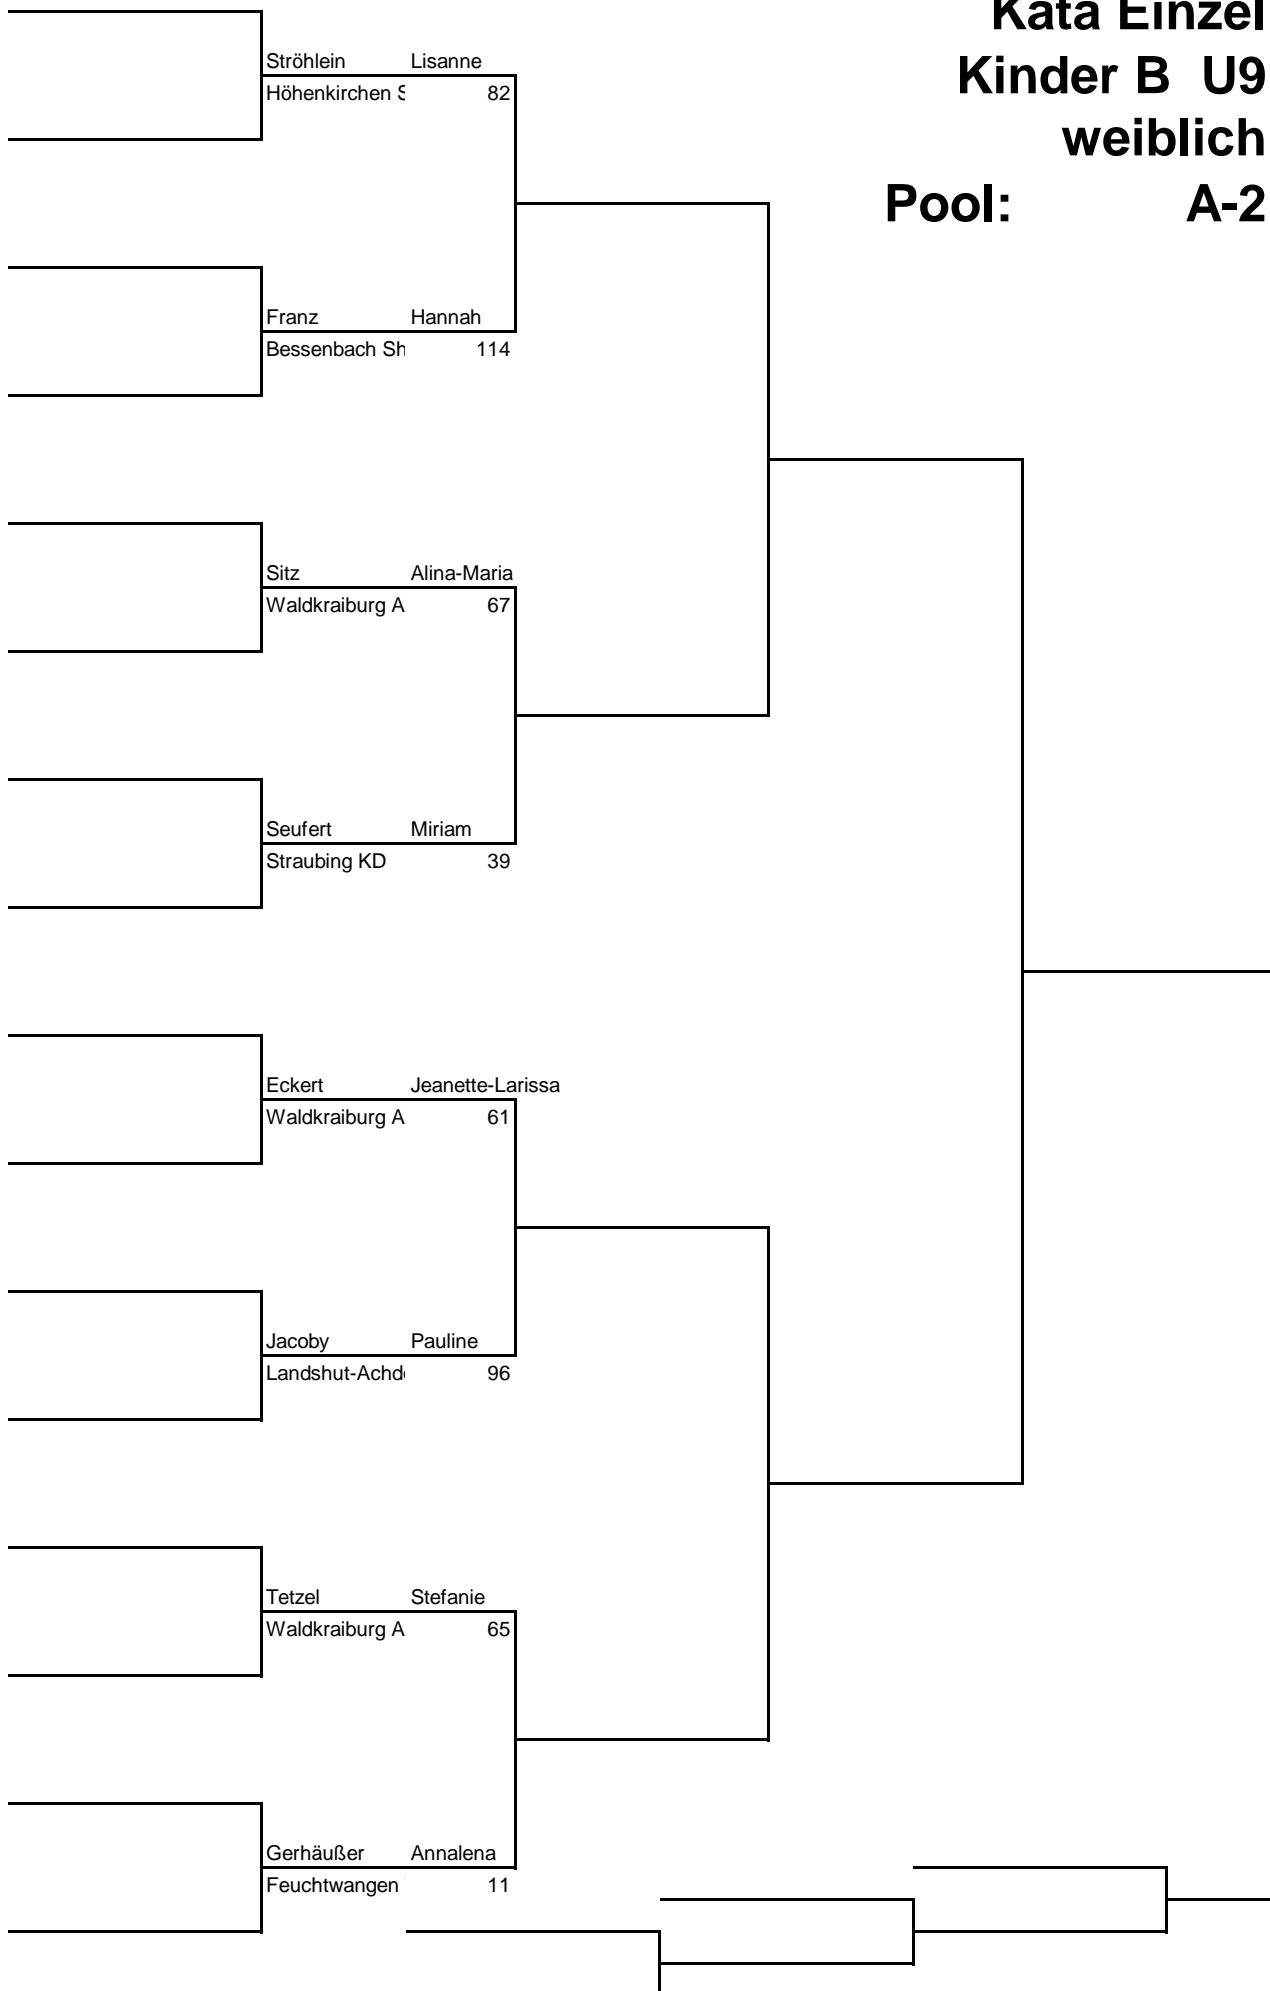 Kata Einzel
Kinder B U9
weiblich
Pool: A-2
Ströhlein Lisanne
Höhenkirchen S 82
Franz Hannah
Bessenbach Sh 114
Sitz Alina-Maria
Waldkraiburg A 67
Seufert Miriam
Straubing KD 39
Eckert Jeanette-Larissa
Waldkraiburg A 61
Jacoby Pauline
Landshut-Achd 96
Tetzel Stefanie
Waldkraiburg A 65
Gerhäußer Annalena
Feuchtwangen 11